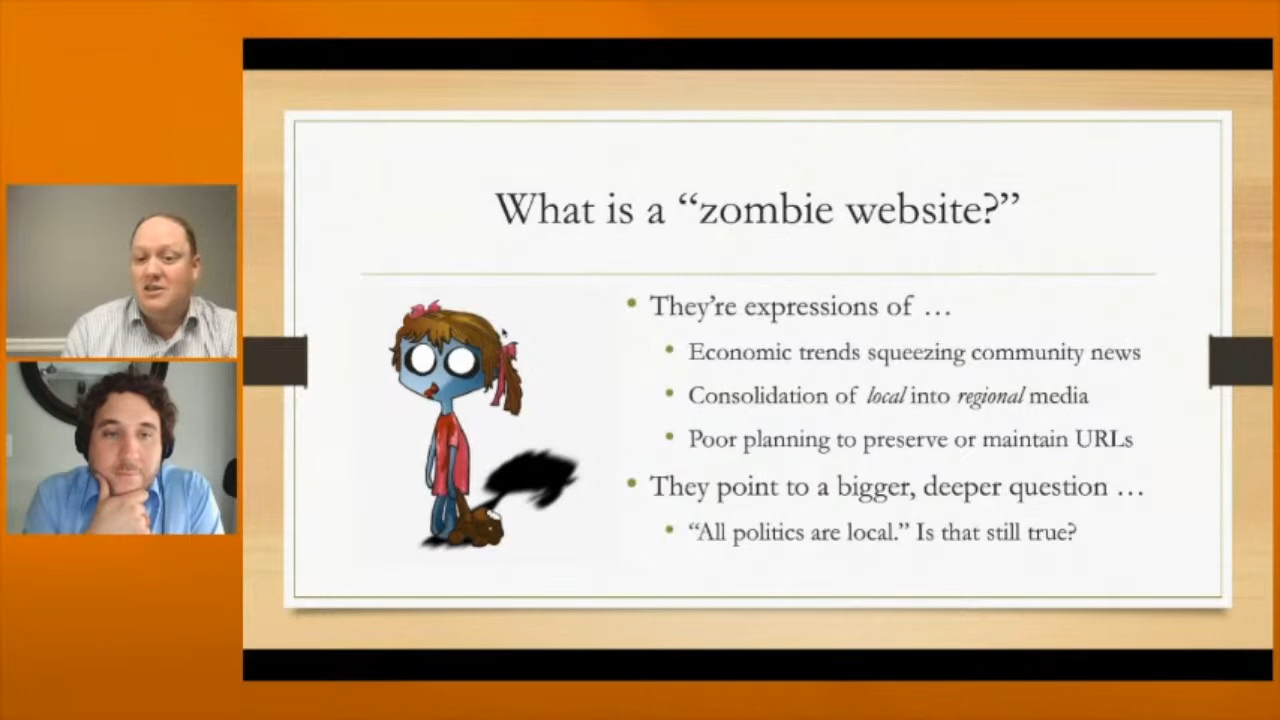 What is a “zombie website?”
They’re expressions of …
Economic trends squeezing community news
Consolidation of local into regional media
Poor planning to preserve or maintain URLs
They point to a bigger, deeper question …
“All politics are local.” Is that still true?